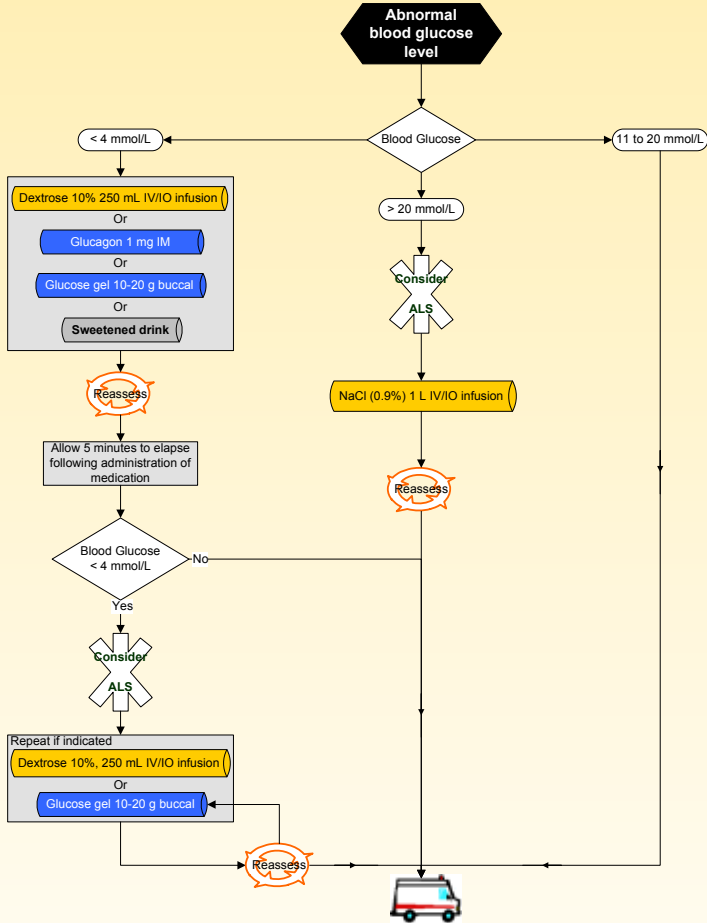 Abnormal
blood glucose
level
Blood Glucose
< 4 mmol/L
11 to 20 mmol/L
> 20 mmol/L
Dextrose 10% 250 mL IV/IO infusion
Or
Glucagon 1 mg IM
Or
Glucose gel 10-20 g buccal
Or
Sweetened drink
Consider
ALS
Reassess
NaCl (0.9%) 1 L IV/IO infusion
Allow 5 minutes to elapse
following administration of
medication
Reassess
Blood Glucose
< 4 mmol/L
No
Yes
Consider
ALS
Repeat if indicated
Dextrose 10%, 250 mL IV/IO infusion
Or
Glucose gel 10-20 g buccal
Reassess